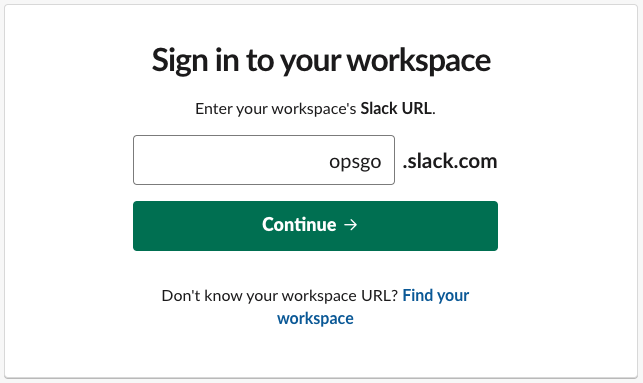 Sign in to your workspace
Enter your workspace's Slack URL.
opsgo .slack.com
Continue →
Don't know your workspace URL? Find your
workspace